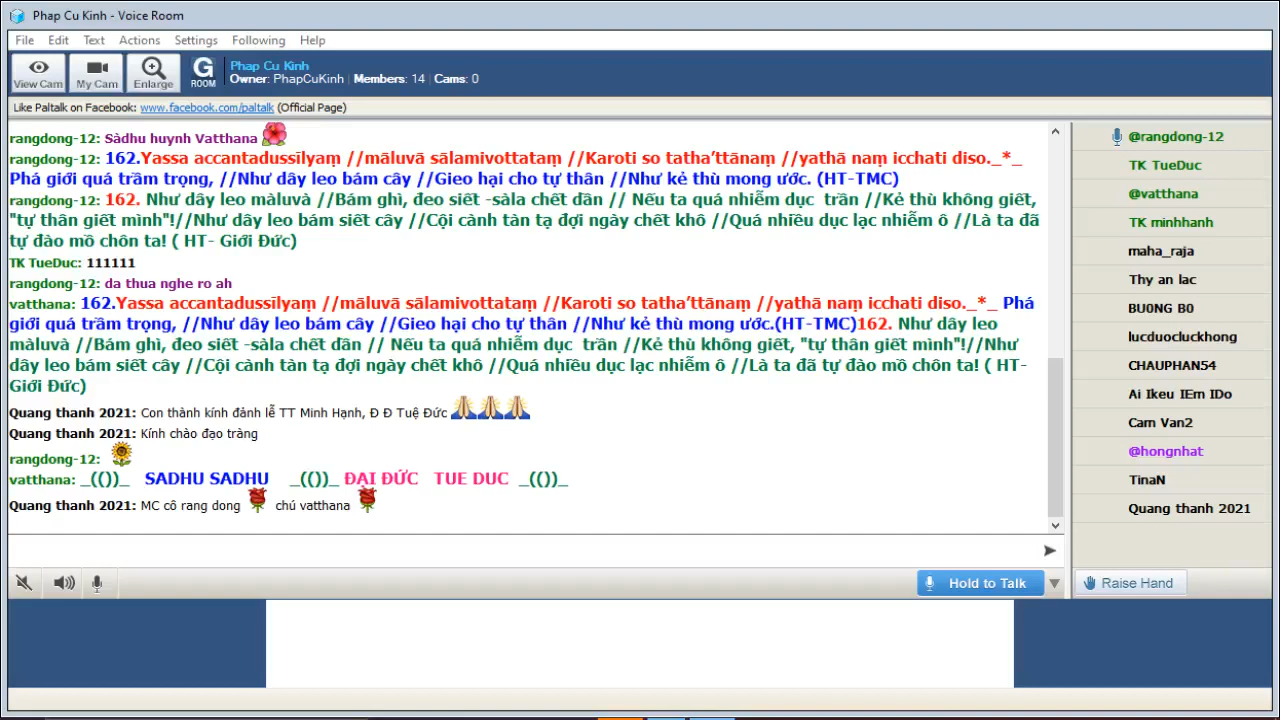 Phap Cu Kinh - Voice Room
File Edit Text Actions Settings Following Help
View Cam My Cam Enlarge G ROOM Phap Cu Kinh
Owner: PhapCuKinh | Members: 14 | Cams: 0
Like Paltalk on Facebook: www.facebook.com/paltalk (Official Page)
rangdong-12: Sàdhu huynh Vatthana
rangdong-12: 162.Yassa accantadussīlyaṃ //māluvā sālamivottataṃ //Karoti so tatha’ttānaṃ //yathā naṃ icchati diso._*_
Phá giới quá trầm trọng, //Như dây leo bám cây //Gieo hại cho tự thân //Như kẻ thù mong ước. (HT-TMC)
rangdong-12: 162. Như dây leo màluvà //Bám ghì, đeo siết -sàla chết dần // Nếu ta quá nhiễm dục trần //Kẻ thù không giết,
"tự thân giết mình"!//Như dây leo bám siết cây //Cội cành tàn tạ đợi ngày chết khô //Quá nhiều dục lạc nhiễm ô //Là ta đã
tự đào mồ chôn ta! ( HT- Giới Đức)
TK TueDuc: 111111
rangdong-12: da thua nghe ro ah
vatthana: 162.Yassa accantadussīlyaṃ //māluvā sālamivottataṃ //Karoti so tatha’ttānaṃ //yathā naṃ icchati diso._*_ Phá
giới quá trầm trọng, //Như dây leo bám cây //Gieo hại cho tự thân //Như kẻ thù mong ước.(HT-TMC)162. Như dây leo
màluvà //Bám ghì, đeo siết -sàla chết dần // Nếu ta quá nhiễm dục trần //Kẻ thù không giết, "tự thân giết mình"!//Như
dây leo bám siết cây //Cội cành tàn tạ đợi ngày chết khô //Quá nhiều dục lạc nhiễm ô //Là ta đã tự đào mồ chôn ta! ( HT-
Giới Đức)
Quang thanh 2021: Con thành kính đảnh lễ TT Minh Hạnh, Đ Đ Tuệ Đức
Quang thanh 2021: Kính chào đạo tràng
rangdong-12:
vatthana: _(())_ SADHU SADHU _(())_ ĐẠI ĐỨC TUE DUC _(())_
Quang thanh 2021: MC cô rang dong chú vatthana
@rangdong-12
TK TueDuc
@vatthana
TK minhhanh
maha_raja
Thy an lac
BU0NG B0
lucduocluckhong
CHAUPHAN54
Ai Ikeu IEm IDo
Cam Van2
@hongnhat
TinaN
Quang thanh 2021
Hold to Talk
Raise Hand